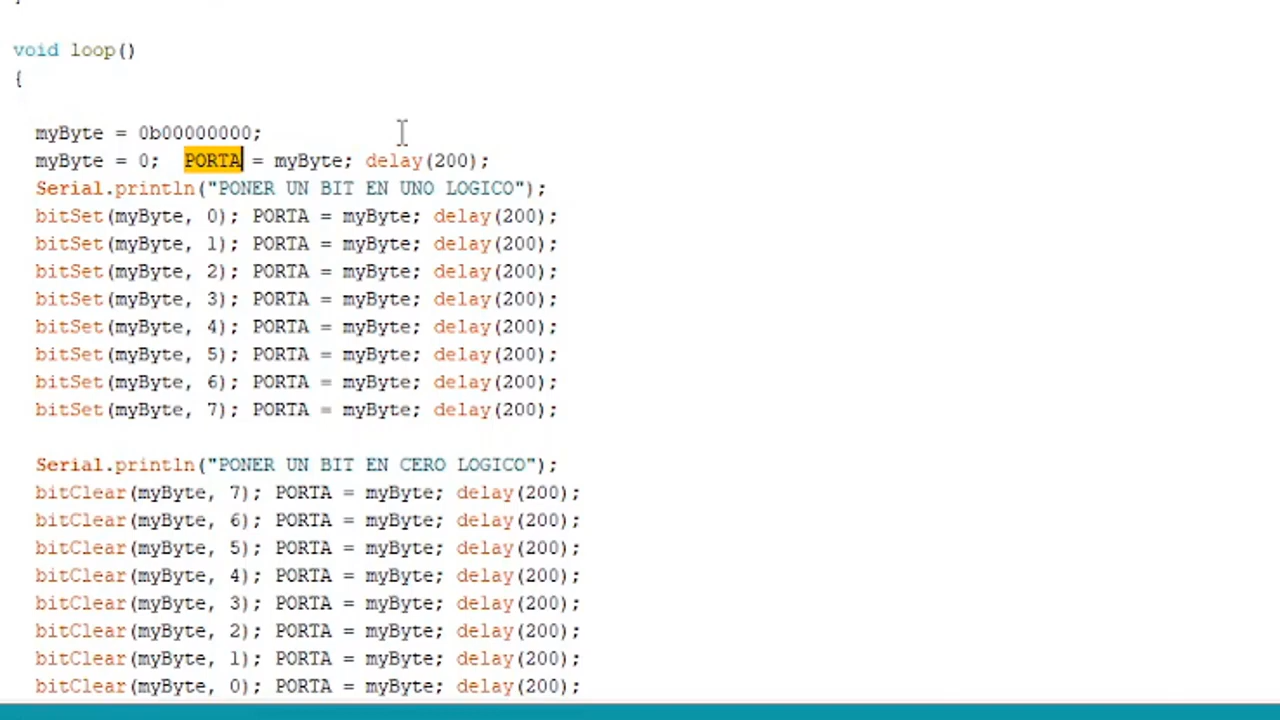 void loop()
{
myByte = 0b00000000;
myByte = 0;  PORTA = myByte; delay(200);
Serial.println("PONER UN BIT EN UNO LOGICO");
bitSet(myByte, 0); PORTA = myByte; delay(200);
bitSet(myByte, 1); PORTA = myByte; delay(200);
bitSet(myByte, 2); PORTA = myByte; delay(200);
bitSet(myByte, 3); PORTA = myByte; delay(200);
bitSet(myByte, 4); PORTA = myByte; delay(200);
bitSet(myByte, 5); PORTA = myByte; delay(200);
bitSet(myByte, 6); PORTA = myByte; delay(200);
bitSet(myByte, 7); PORTA = myByte; delay(200);
Serial.println("PONER UN BIT EN CERO LOGICO");
bitClear(myByte, 7); PORTA = myByte; delay(200);
bitClear(myByte, 6); PORTA = myByte; delay(200);
bitClear(myByte, 5); PORTA = myByte; delay(200);
bitClear(myByte, 4); PORTA = myByte; delay(200);
bitClear(myByte, 3); PORTA = myByte; delay(200);
bitClear(myByte, 2); PORTA = myByte; delay(200);
bitClear(myByte, 1); PORTA = myByte; delay(200);
bitClear(myByte, 0); PORTA = myByte; delay(200);